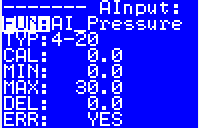 ------- AInput:
FUN:AI Pressure
TYP:4-20
CAL: 0.0
MIN: 0.0
MAX: 30.0
DEL: 0.0
ERR: YES